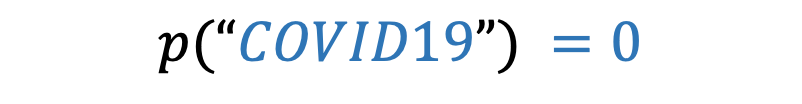 p(“COVID19”) = 0